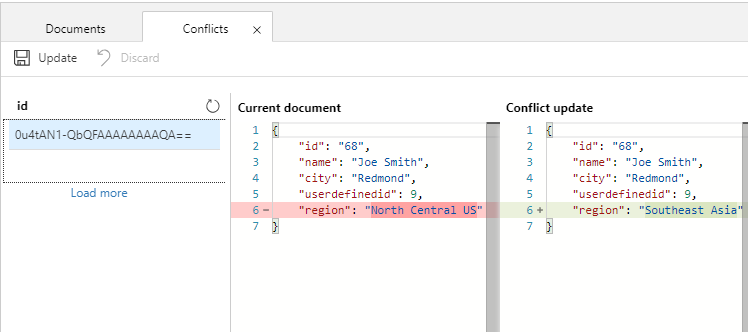 Documents
Conflicts ×
Update Discard
id
0u4tAN1-QbQFAAAAAAAAQA==
Load more
Current document
1 {
2 "id": "68",
3 "name": "Joe Smith",
4 "city": "Redmond",
5 "userdefinedid": 9,
6 − "region": "North Central US"
7 }
Conflict update
1 {
2 "id": "68",
3 "name": "Joe Smith",
4 "city": "Redmond",
5 "userdefinedid": 9,
6 + "region": "Southeast Asia"
7 }